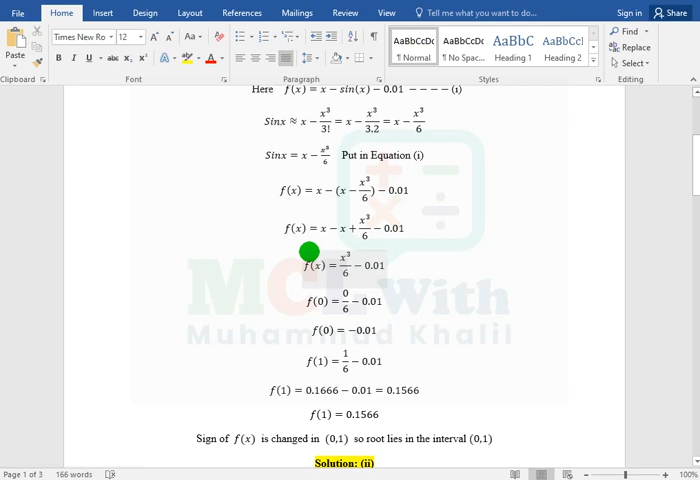 File Home Insert Design Layout References Mailings Review View Tell me what you want to do... Sign in Share
Paste Times New Ro 12 Find
Replace
B I U abc x₂ x² Select
AaBbCcDc AaBbCcDc AaBbC AaBbCcI
¶ Normal ¶ No Spac... Heading 1 Heading 2
Clipboard Font Paragraph Styles Editing
Here f(x) = x − sin(x) − 0.01 − − − − (i)
Sinx ≈ x − x³/3! = x − x³/3.2 = x − x³/6
Sinx = x − x³/6 Put in Equation (i)
f(x) = x − (x − x³/6) − 0.01
f(x) = x − x + x³/6 − 0.01
f(x) = x³/6 − 0.01
f(0) = 0/6 − 0.01
f(0) = −0.01
f(1) = 1/6 − 0.01
f(1) = 0.1666 − 0.01 = 0.1566
f(1) = 0.1566
Sign of f(x) is changed in (0,1) so root lies in the interval (0,1)
Solution: (ii)
With
Muhammad Khalil
Page 1 of 3 166 words 100%